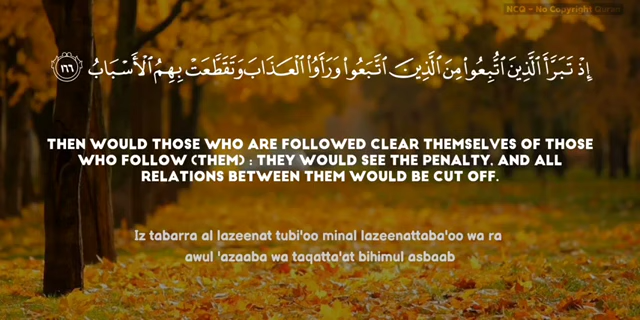 NCQ - No Copyright Quran
إِذْ تَبَرَّأَ ٱلَّذِينَ ٱتُّبِعُوا۟ مِنَ ٱلَّذِينَ ٱتَّبَعُوا۟ وَرَأَوُا۟ ٱلْعَذَابَ وَتَقَطَّعَتْ بِهِمُ ٱلْأَسْبَابُ ١٦٦
THEN WOULD THOSE WHO ARE FOLLOWED CLEAR THEMSELVES OF THOSE
WHO FOLLOW (THEM) : THEY WOULD SEE THE PENALTY, AND ALL
RELATIONS BETWEEN THEM WOULD BE CUT OFF.
Iz tabarra al lazeenat tubi'oo minal lazeenattaba'oo wa ra
awul 'azaaba wa taqatta'at bihimul asbaab